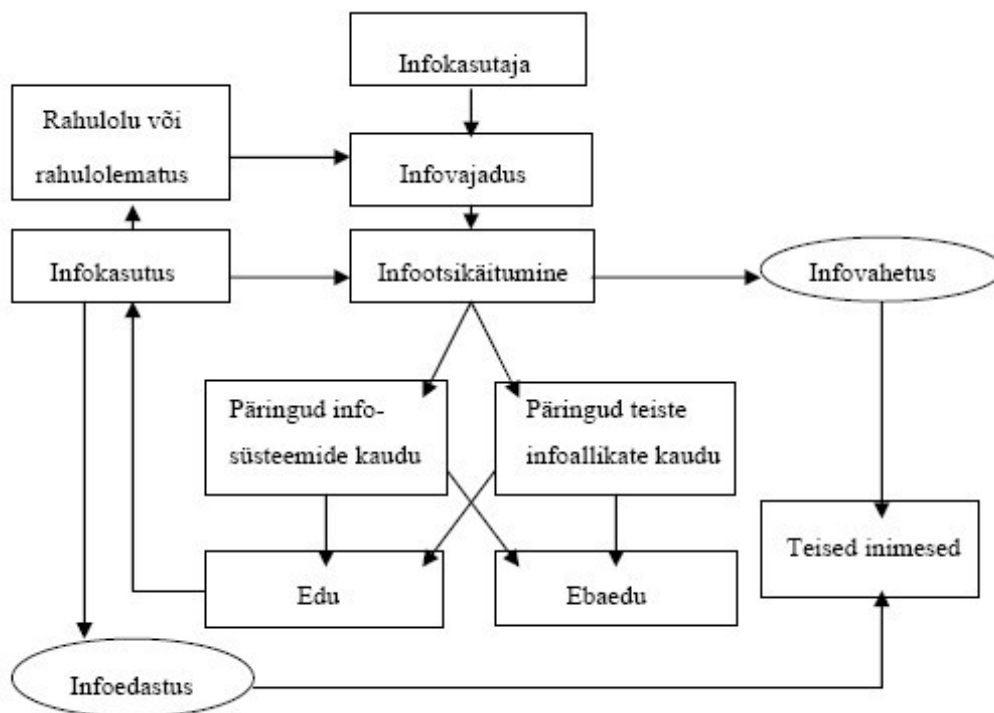 Infokasutaja
Rahulolu või
rahulolematus
Infovajadus
Infokasutus
Infootsikäitumine
Infovahetus
Päringud info-
süsteemide kaudu
Päringud teiste
infoallikate kaudu
Teised inimesed
Edu
Ebaedu
Infoedastus